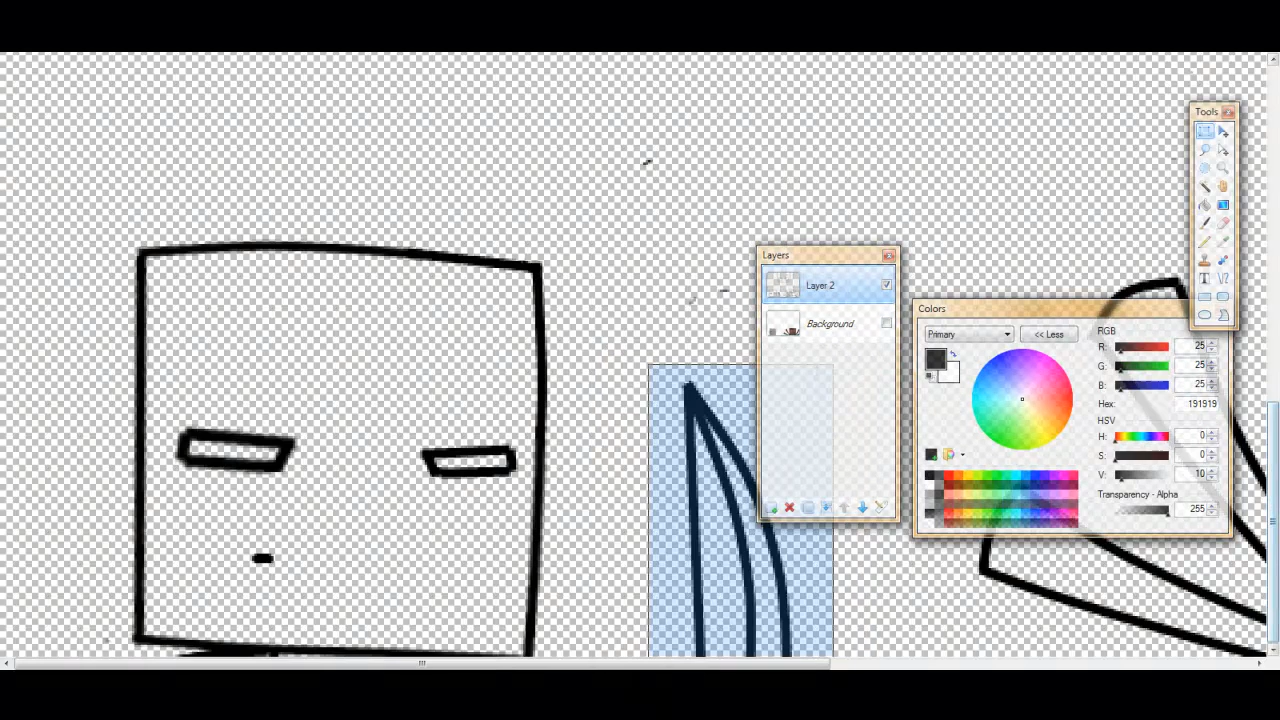 Tools
Layers
Layer 2
Background
Colors
Primary
<< Less
RGB
R: 25
G: 25
B: 25
Hex: 191919
HSV
H: 0
S: 0
V: 10
Transparency - Alpha
255